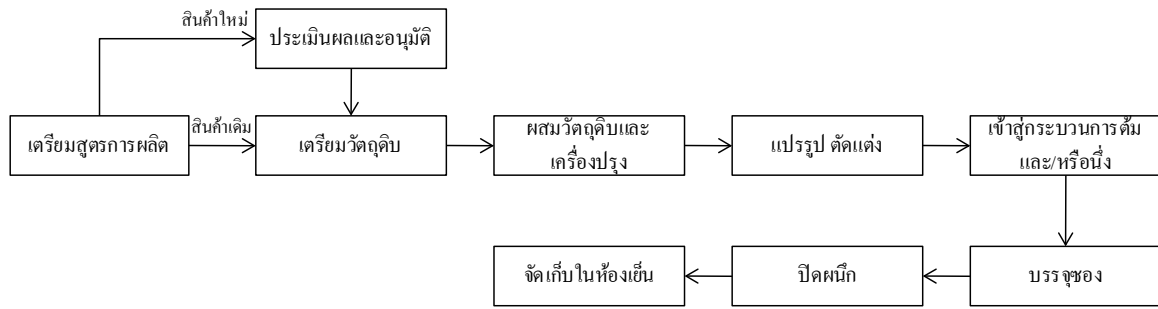 สินค้าใหม่
ประเมินผลและอนุมัติ
เตรียมสูตรการผลิต
สินค้าเดิม
เตรียมวัตถุดิบ
ผสมวัตถุดิบและ
เครื่องปรุง
แปรรูป ตัดแต่ง
เข้าสู่กระบวนการต้ม
และ/หรือนึ่ง
จัดเก็บในห้องเย็น
ปิดผนึก
บรรจุซอง